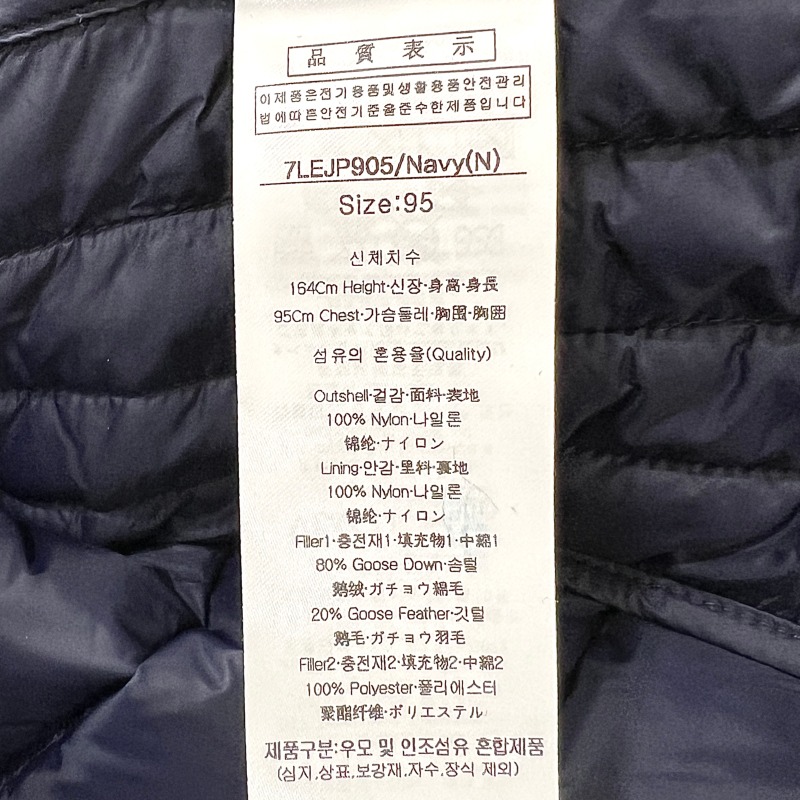 品質表示
이제품은전기용품및생활용품안전관리
법에따른안전기준을준수한제품입니다
7LEJP905/Navy(N)
Size:95
신체치수
164Cm Height·신장·身高·身長
95Cm Chest·가슴둘레·胸围·胸囲
섬유의 혼용율(Quality)
Outshell·겉감·面料·表地
100% Nylon·나일론
锦纶·ナイロン
Lining·안감·里料·裏地
100% Nylon·나일론
锦纶·ナイロン
Filler1·충전재1·填充物1·中綿1
80% Goose Down·솜털
鹅绒·ガチョウ綿毛
20% Goose Feather·깃털
鹅毛·ガチョウ羽毛
Filler2·충전재2·填充物2·中綿2
100% Polyester·폴리에스터
聚酯纤维·ポリエステル
제품구분:우모 및 인조섬유 혼합제품
(심지,상표,보강재,자수,장식 제외)